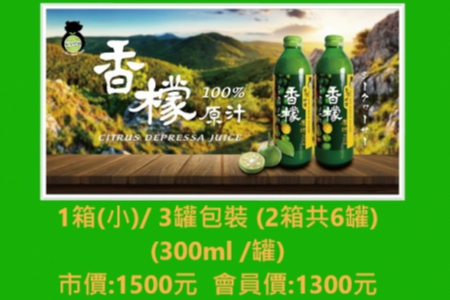 香檬
100%
原汁
CITRUS DEPRESSA JUICE
香檬
香檬
1箱(小)/ 3罐包裝 (2箱共6罐)
(300ml /罐)
市價:1500元 會員價:1300元